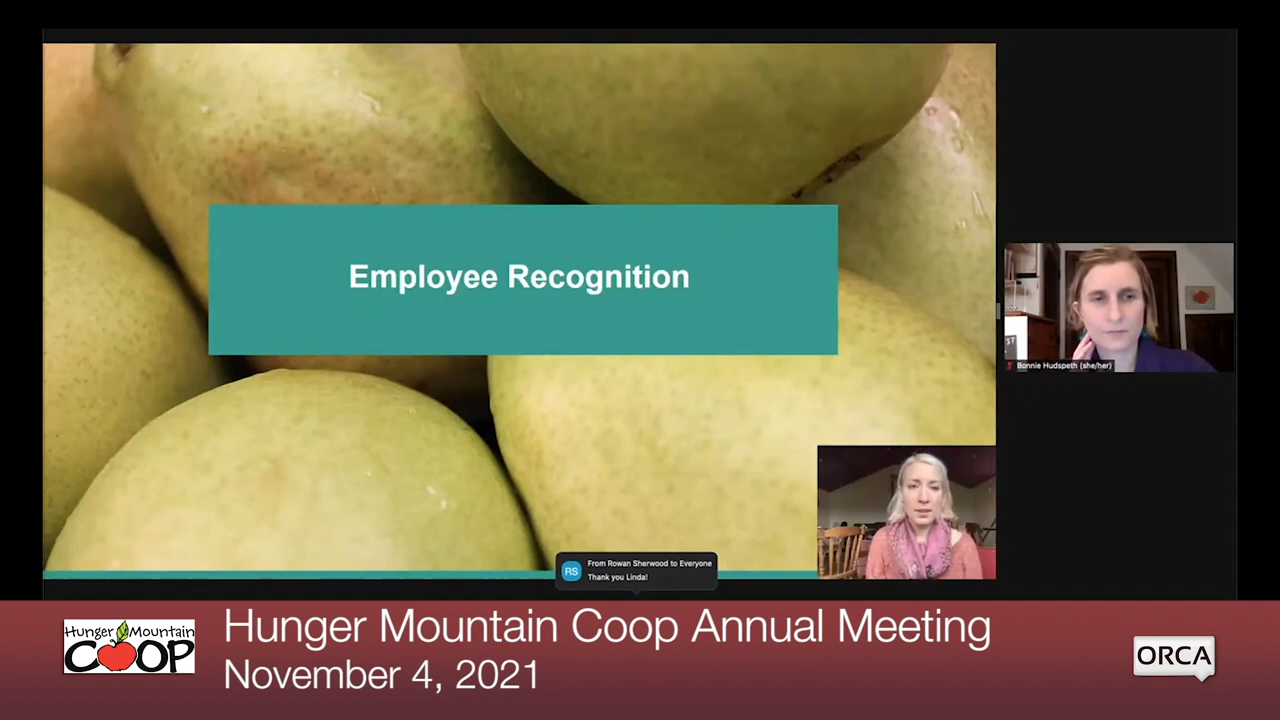 Employee Recognition
Bonnie Hudspeth (she/her)
RS
From Rowan Sherwood to Everyone
Thank you Linda!
Hunger Mountain
COOP
Hunger Mountain Coop Annual Meeting
November 4, 2021
ORCA